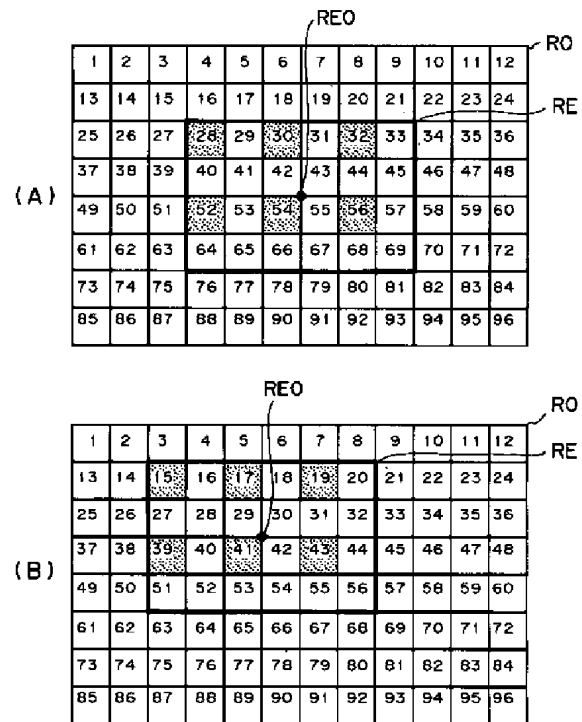 REO
RO
1 2 3 4 5 6 7 8 9 10 11 12
13 14 15 16 17 18 19 20 21 22 23 24
RE
25 26 27 28 29 30 31 32 33 34 35 36
37 38 39 40 41 42 43 44 45 46 47 48
(A)
49 50 51 52 53 54 55 56 57 58 59 60
61 62 63 64 65 66 67 68 69 70 71 72
73 74 75 76 77 78 79 80 81 82 83 84
85 86 87 88 89 90 91 92 93 94 95 96
REO
RO
1 2 3 4 5 6 7 8 9 10 11 12
RE
13 14 15 16 17 18 19 20 21 22 23 24
25 26 27 28 29 30 31 32 33 34 35 36
37 38 39 40 41 42 43 44 45 46 47 48
(B)
49 50 51 52 53 54 55 56 57 58 59 60
61 62 63 64 65 66 67 68 69 70 71 72
73 74 75 76 77 78 79 80 81 82 83 84
85 86 87 88 89 90 91 92 93 94 95 96